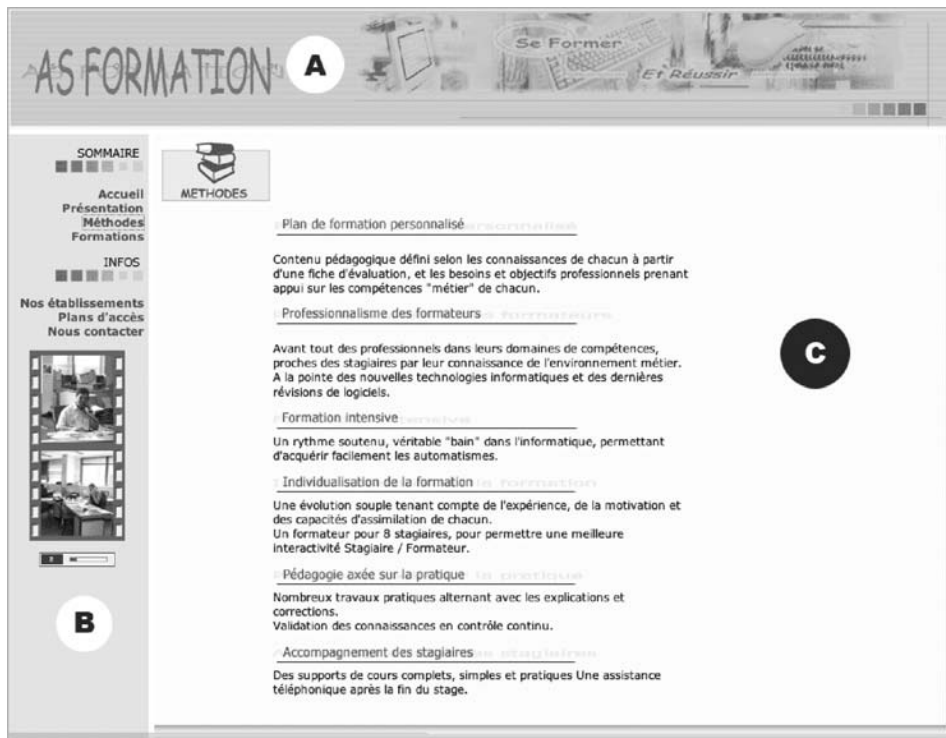 AS FORMATION
A
Se Former
Et Réussir
SOMMAIRE
Accueil
Présentation
Méthodes
Formations
INFOS
Nos établissements
Plans d'accès
Nous contacter
B
METHODES
Plan de formation personnalisé
Contenu pédagogique défini selon les connaissances de chacun à partir
d'une fiche d'évaluation, et les besoins et objectifs professionnels prenant
appui sur les compétences "métier" de chacun.
Professionnalisme des formateurs
Avant tout des professionnels dans leurs domaines de compétences,
proches des stagiaires par leur connaissance de l'environnement métier.
A la pointe des nouvelles technologies informatiques et des dernières
révisions de logiciels.
Formation intensive
Un rythme soutenu, véritable "bain" dans l'informatique, permettant
d'acquérir facilement les automatismes.
Individualisation de la formation
Une évolution souple tenant compte de l'expérience, de la motivation et
des capacités d'assimilation de chacun.
Un formateur pour 8 stagiaires, pour permettre une meilleure
interactivité Stagiaire / Formateur.
Pédagogie axée sur la pratique
Nombreux travaux pratiques alternant avec les explications et
corrections.
Validation des connaissances en contrôle continu.
Accompagnement des stagiaires
Des supports de cours complets, simples et pratiques Une assistance
téléphonique après la fin du stage.
C